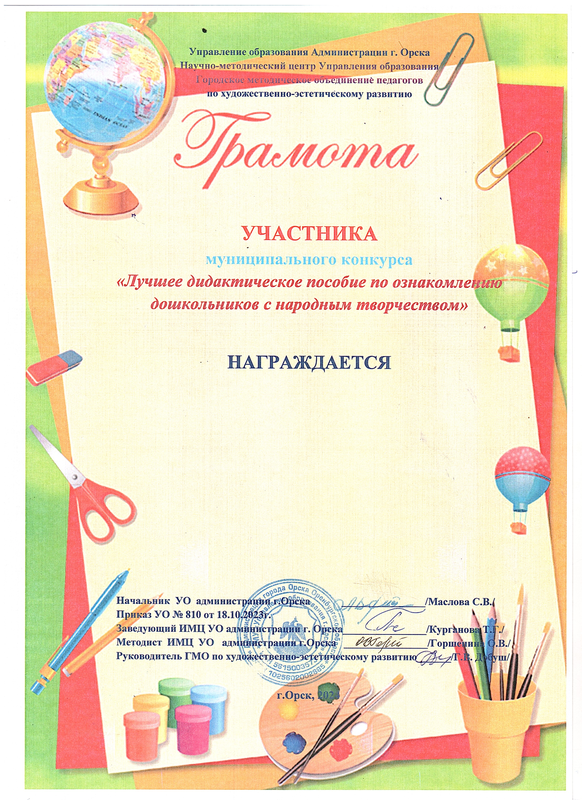 Управление образования Администрации г. Орска
Научно-методический центр Управления образования
Городское методическое объединение педагогов
по художественно-эстетическому развитию
Грамота
УЧАСТНИКА
муниципального конкурса
«Лучшее дидактическое пособие по ознакомлению
дошкольников с народным творчеством»
НАГРАЖДАЕТСЯ
Начальник УО администрации г.Орска /Маслова С.В./
Приказ УО № 810 от 18.10.2023г.
Заведующий ИМЦ УО администрации г. Орска /Курганова Т.Г./
Методист ИМЦ УО администрации г.Орска /Горшенина О.В./
Руководитель ГМО по художественно-эстетическому развитию /Т.В. Добуш/
г.Орск,